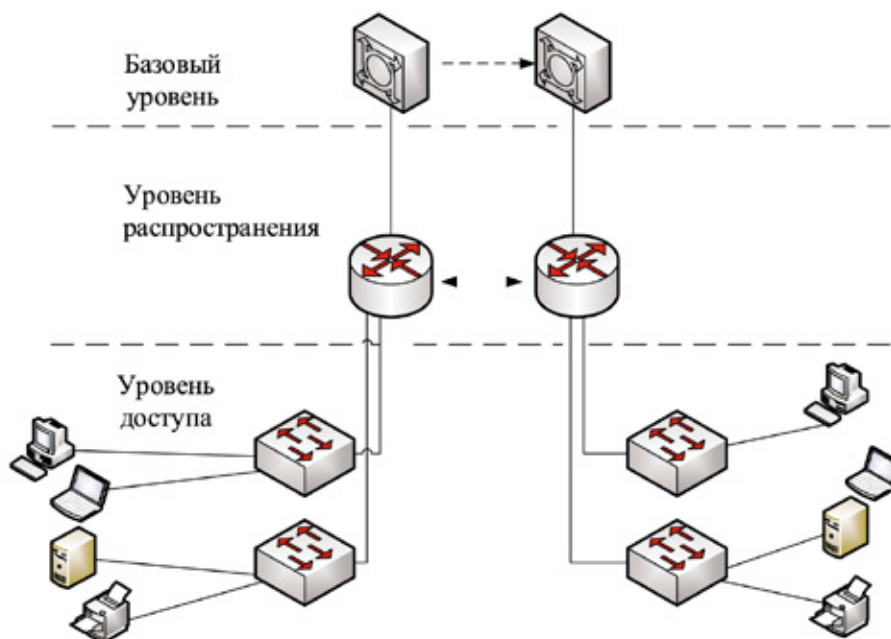 Базовый
уровень
Уровень
распространения
Уровень
доступа